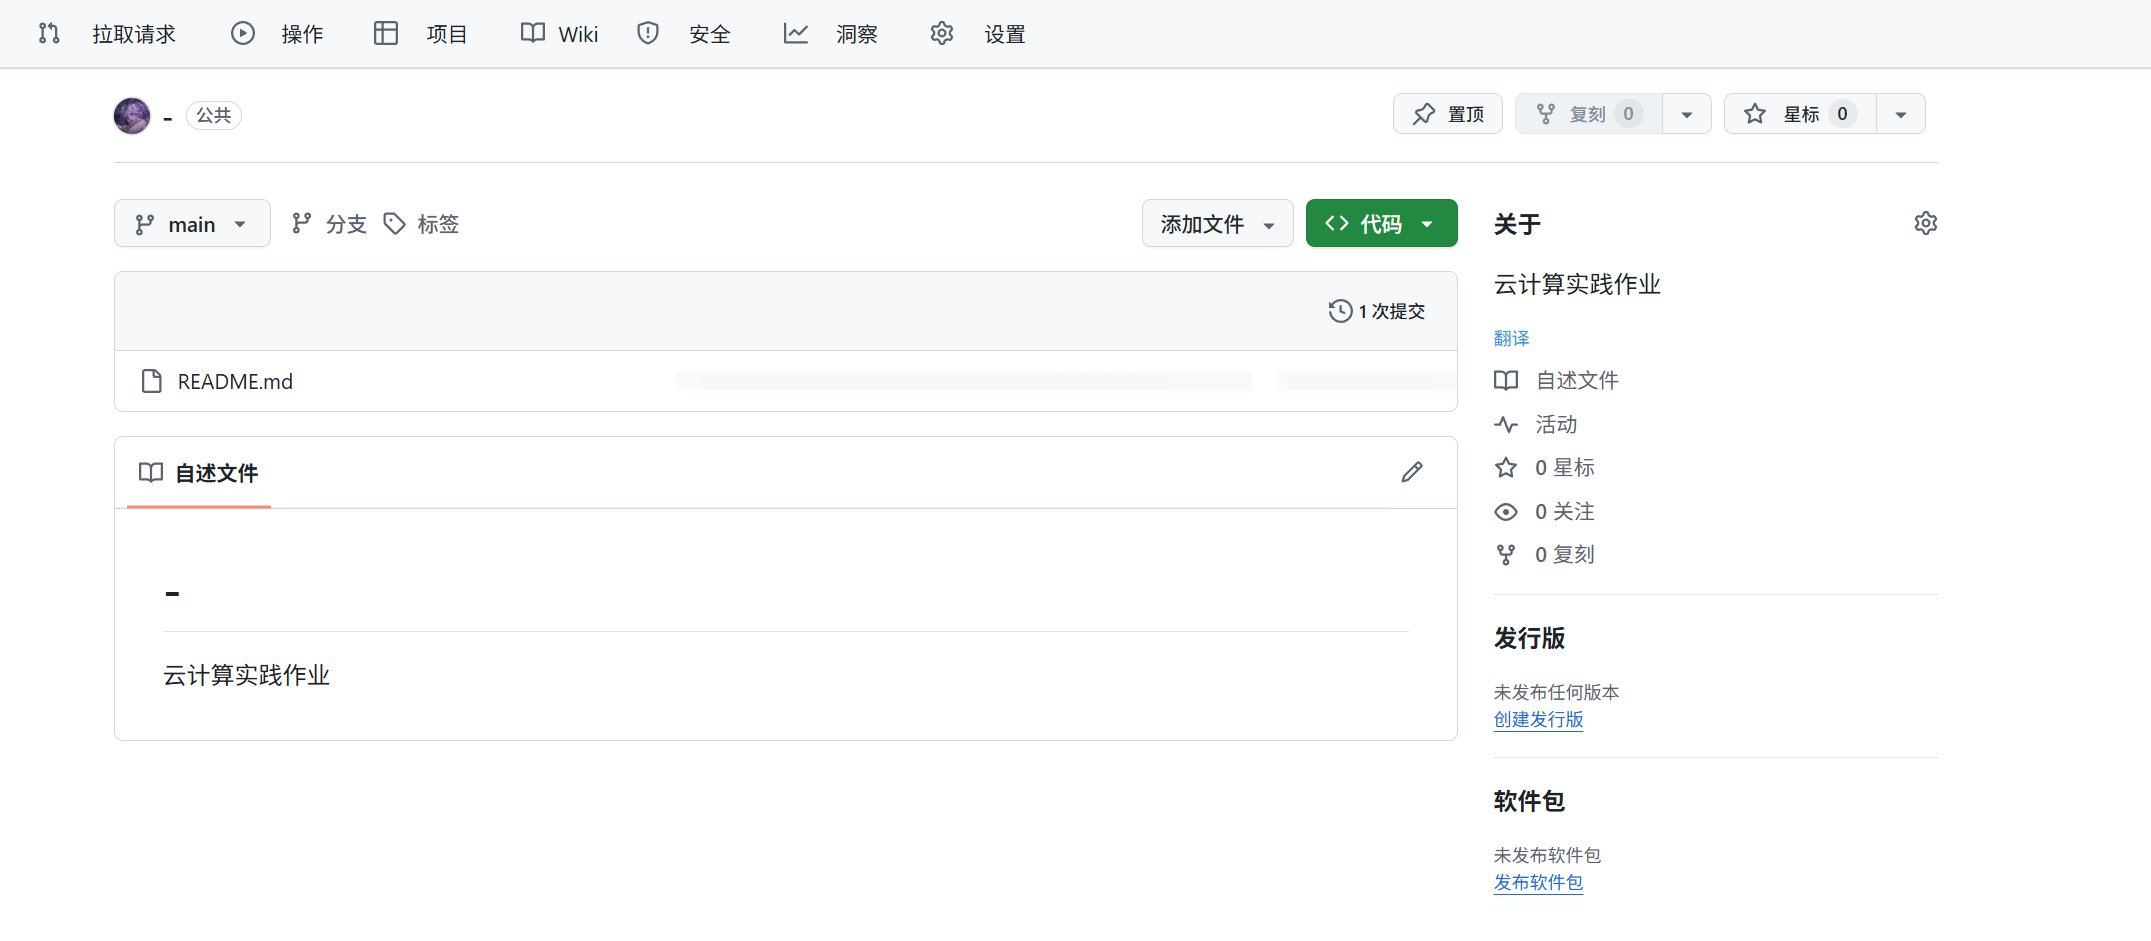 拉取请求 操作 项目 Wiki 安全 洞察 设置
- 公共 置顶 复刻 0 星标 0
main 分支 标签 添加文件 代码
1 次提交
README.md
自述文件
-
云计算实践作业
关于
云计算实践作业
翻译
自述文件
活动
0 星标
0 关注
0 复刻
发行版
未发布任何版本
创建发行版
软件包
未发布软件包
发布软件包